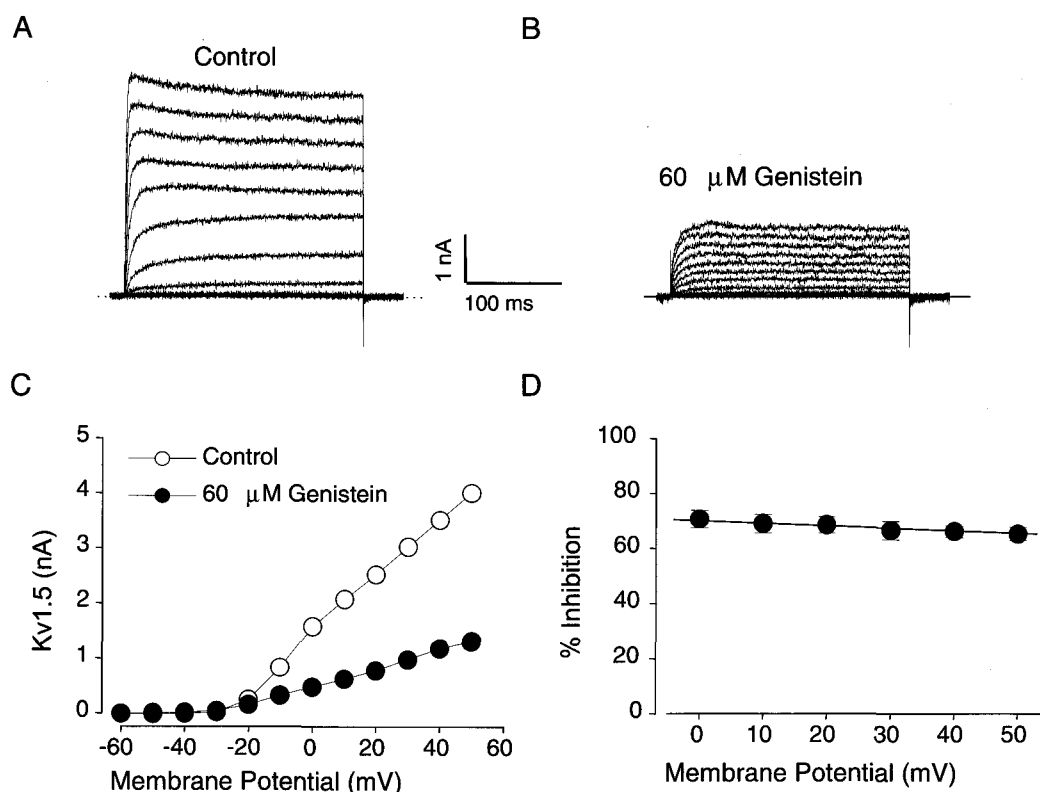 A
Control
B
60 μM Genistein
1 nA
100 ms
C
Control
60 μM Genistein
5
4
3
2
1
0
Kv1.5 (nA)
-60 -40 -20 0 20 40 60
Membrane Potential (mV)
D
100
80
60
40
20
0
% Inhibition
0 10 20 30 40 50
Membrane Potential (mV)